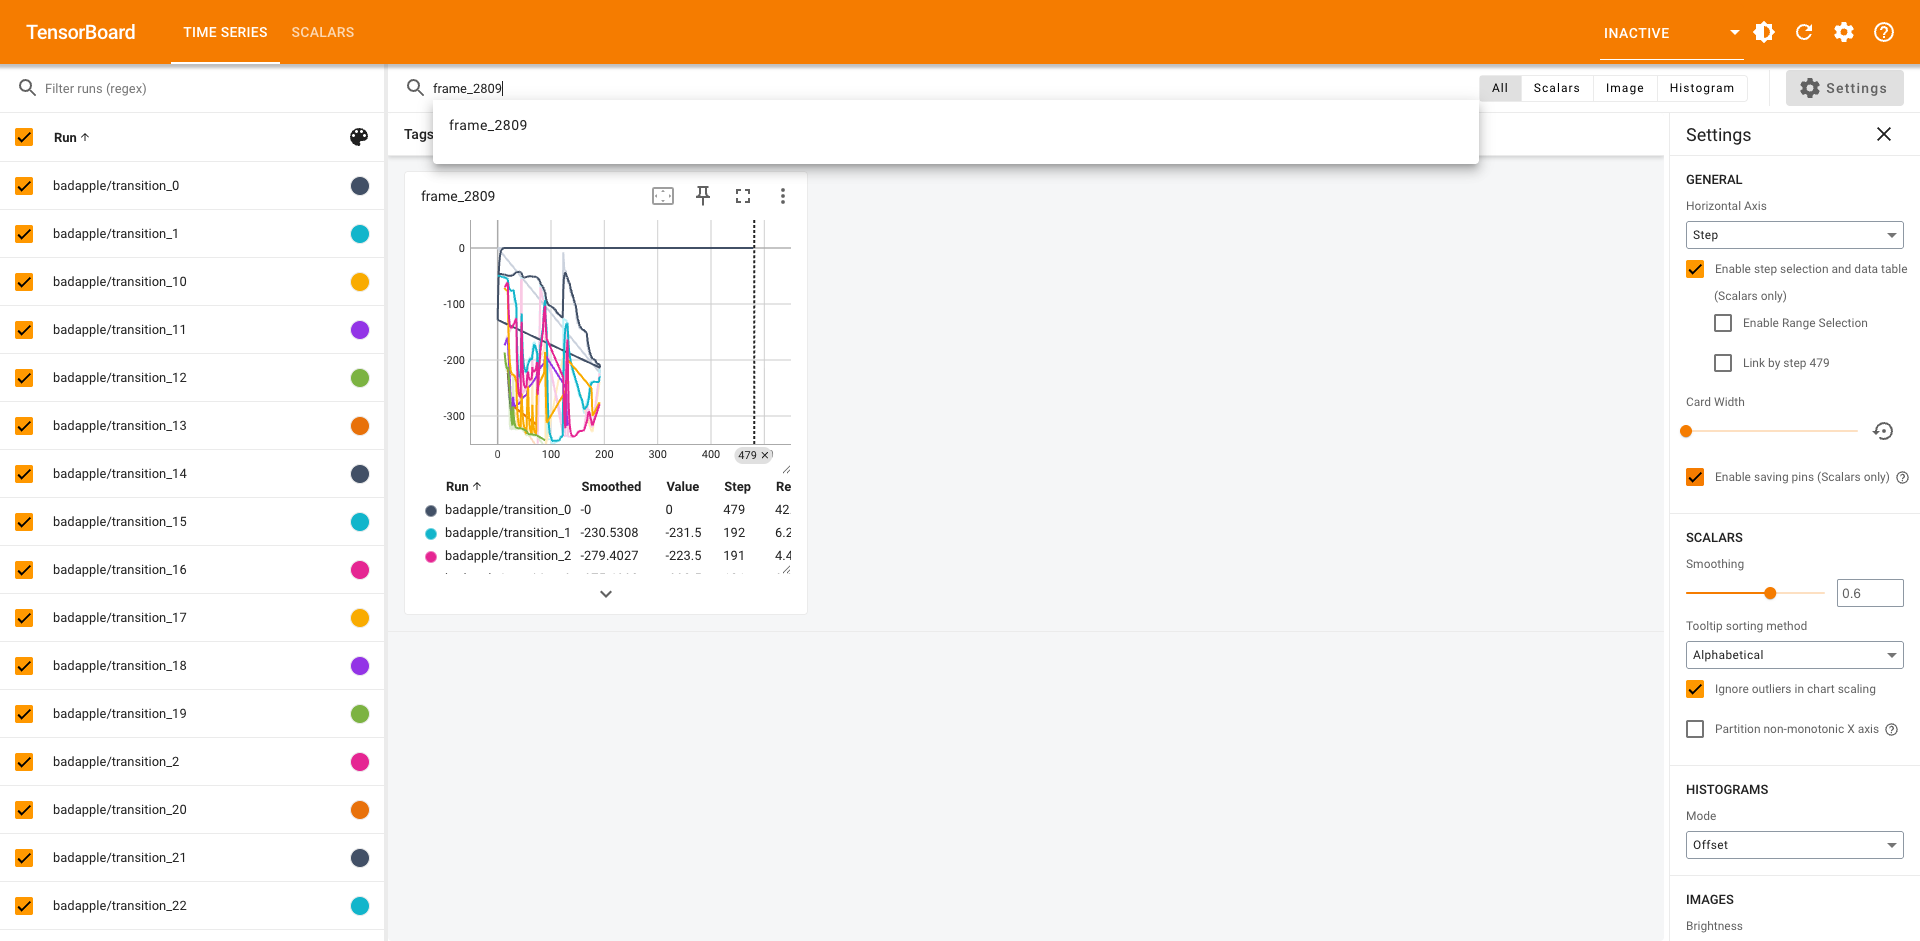 TensorBoard
TIME SERIES
SCALARS
INACTIVE
Filter runs (regex)
frame_2809
All
Scalars
Image
Histogram
Settings
frame_2809
Tags
Run
badapple/transition_0
badapple/transition_1
badapple/transition_10
badapple/transition_11
badapple/transition_12
badapple/transition_13
badapple/transition_14
badapple/transition_15
badapple/transition_16
badapple/transition_17
badapple/transition_18
badapple/transition_19
badapple/transition_2
badapple/transition_20
badapple/transition_21
badapple/transition_22
frame_2809
0
-100
-200
-300
0 100 200 300 400 479
Run Smoothed Value Step Re
badapple/transition_0 -0 0 479 42.
badapple/transition_1 -230.5308 -231.5 192 6.2
badapple/transition_2 -279.4027 -223.5 191 4.4
Settings
GENERAL
Horizontal Axis
Step
Enable step selection and data table
(Scalars only)
Enable Range Selection
Link by step 479
Card Width
Enable saving pins (Scalars only)
SCALARS
Smoothing
0.6
Tooltip sorting method
Alphabetical
Ignore outliers in chart scaling
Partition non-monotonic X axis
HISTOGRAMS
Mode
Offset
IMAGES
Brightness